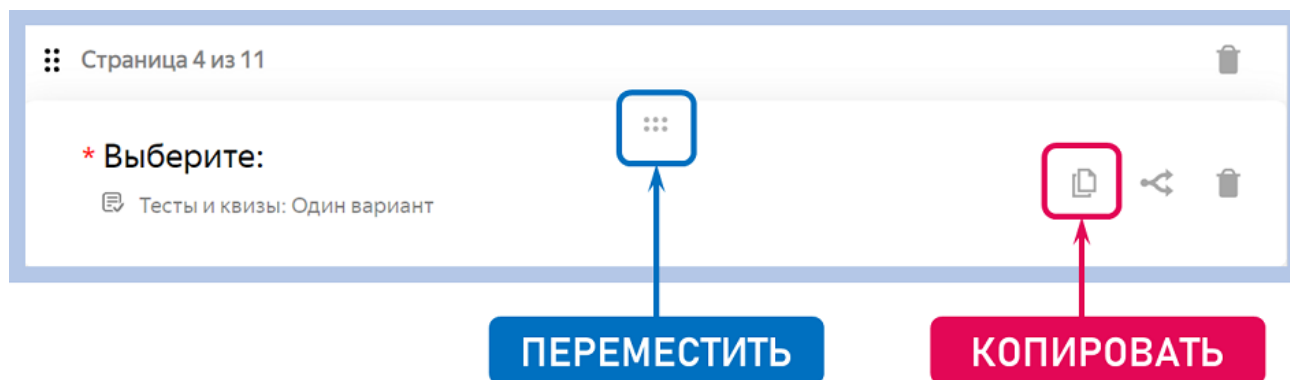 Страница 4 из 11
* Выберите:
Тесты и квизы: Один вариант
ПЕРЕМЕСТИТЬ
КОПИРОВАТЬ